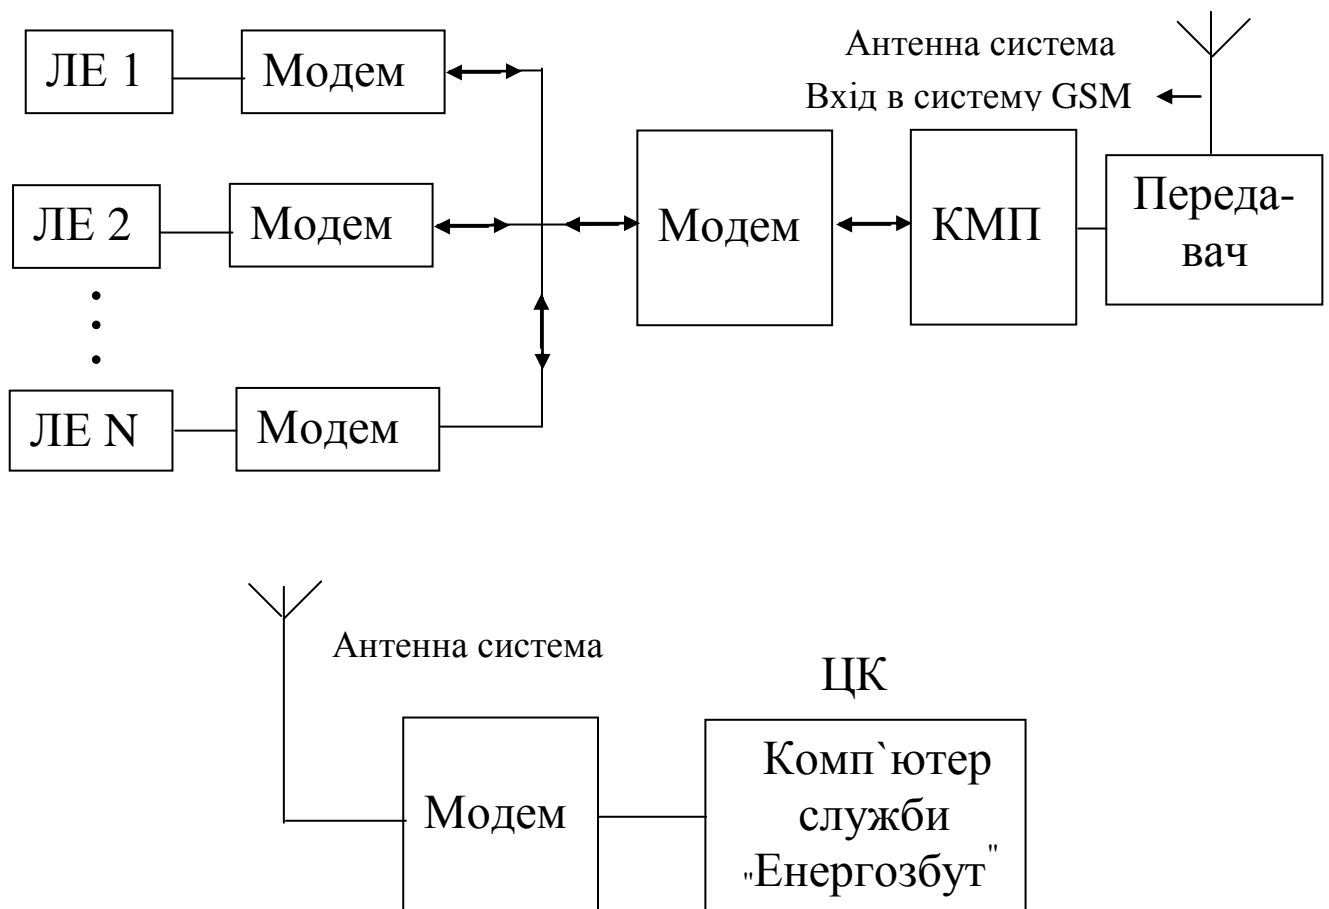 ЛЕ 1
Модем
Антенна система
Вхід в систему GSM
ЛЕ 2
Модем
Модем
КМП
Переда-
вач
ЛЕ N
Модем
Антенна система
ЦК
Модем
Комп`ютер
служби
"Енергозбут"